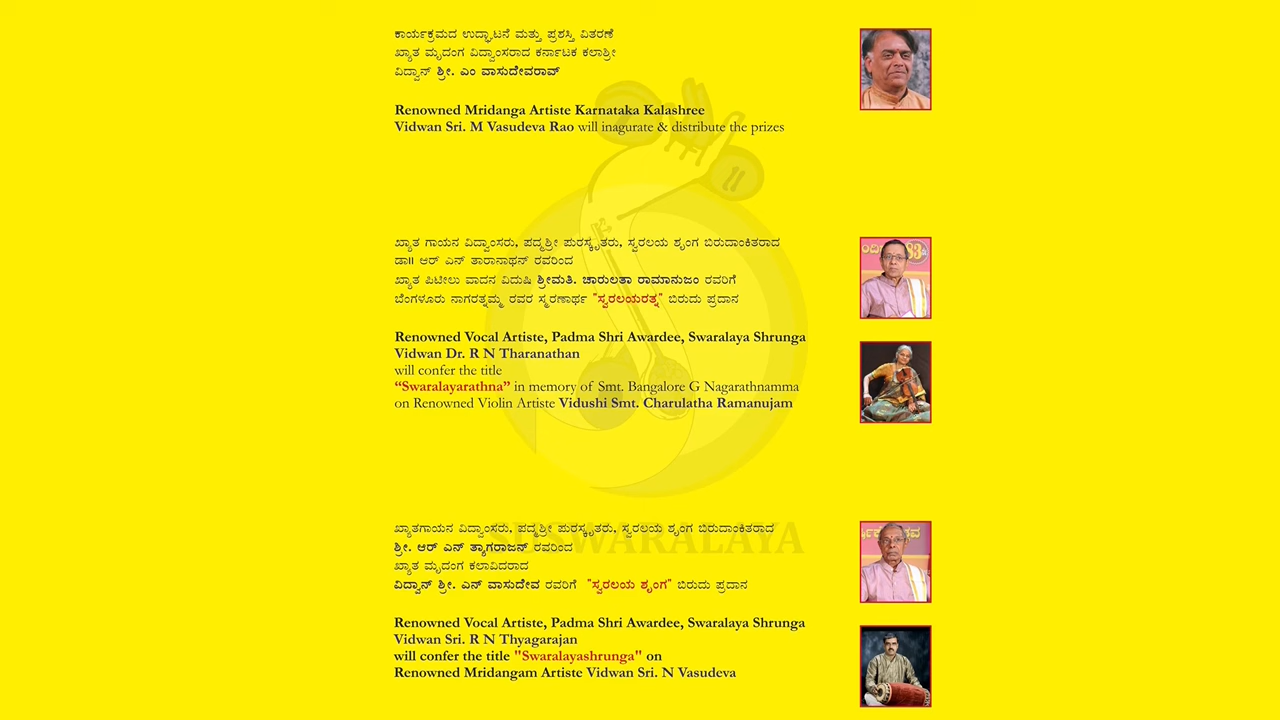 ಕಾರ್ಯಕ್ರಮದ ಉದ್ಘಾಟನೆ ಮತ್ತು ಪ್ರಶಸ್ತಿ ವಿತರಣೆ
ಖ್ಯಾತ ಮೃದಂಗ ವಿದ್ವಾಂಸರಾದ ಕರ್ನಾಟಕ ಕಲಾಶ್ರೀ
ವಿದ್ವಾನ್ ಶ್ರೀ. ಎಂ ವಾಸುದೇವರಾವ್
Renowned Mridanga Artiste Karnataka Kalashree
Vidwan Sri. M Vasudeva Rao will inagurate & distribute the prizes
ಖ್ಯಾತ ಗಾಯನ ವಿದ್ವಾಂಸರು, ಪದ್ಮಶ್ರೀ ಪುರಸ್ಕೃತರು, ಸ್ವರಲಯ ಶೃಂಗ ಬಿರುದಾಂಕಿತರಾದ
ಡಾ॥ ಆರ್ ಎನ್ ತಾರಾನಾಥನ್ ರವರಿಂದ
ಖ್ಯಾತ ಪಿಟೀಲು ವಾದನ ವಿದುಷಿ ಶ್ರೀಮತಿ. ಚಾರುಲತಾ ರಾಮಾನುಜಂ ರವರಿಗೆ
ಬೆಂಗಳೂರು ನಾಗರತ್ನಮ್ಮ ರವರ ಸ್ಮರಣಾರ್ಥ "ಸ್ವರಲಯರತ್ನ" ಬಿರುದು ಪ್ರದಾನ
Renowned Vocal Artiste, Padma Shri Awardee, Swaralaya Shrunga
Vidwan Dr. R N Tharanathan
will confer the title
“Swaralayarathna” in memory of Smt. Bangalore G Nagarathnamma
on Renowned Violin Artiste Vidushi Smt. Charulatha Ramanujam
SUSWARALAYA
ಖ್ಯಾತಗಾಯನ ವಿದ್ವಾಂಸರು, ಪದ್ಮಶ್ರೀ ಪುರಸ್ಕೃತರು, ಸ್ವರಲಯ ಶೃಂಗ ಬಿರುದಾಂಕಿತರಾದ
ಶ್ರೀ. ಆರ್ ಎನ್ ತ್ಯಾಗರಾಜನ್ ರವರಿಂದ
ಖ್ಯಾತ ಮೃದಂಗ ಕಲಾವಿದರಾದ
ವಿದ್ವಾನ್ ಶ್ರೀ. ಎನ್ ವಾಸುದೇವ ರವರಿಗೆ "ಸ್ವರಲಯ ಶೃಂಗ" ಬಿರುದು ಪ್ರದಾನ
Renowned Vocal Artiste, Padma Shri Awardee, Swaralaya Shrunga
Vidwan Sri. R N Thyagarajan
will confer the title "Swaralayashrunga" on
Renowned Mridangam Artiste Vidwan Sri. N Vasudeva